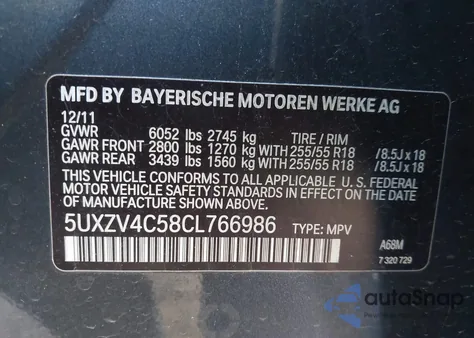 MFD BY BAYERISCHE MOTOREN WERKE AG
12/11
GVWR 6052 lbs 2745 kg TIRE / RIM
GAWR FRONT 2800 lbs 1270 kg WITH 255/55 R18 /8.5J x 18
GAWR REAR 3439 lbs 1560 kg WITH 255/55 R18 /8.5J x 18
THIS VEHICLE CONFORMS TO ALL APPLICABLE U. S. FEDERAL
MOTOR VEHICLE SAFETY STANDARDS IN EFFECT ON THE DATE
OF MANUFACTURE SHOWN ABOVE.
5UXZV4C58CL766986 TYPE: MPV
A68M
7 320 729
autoSnap